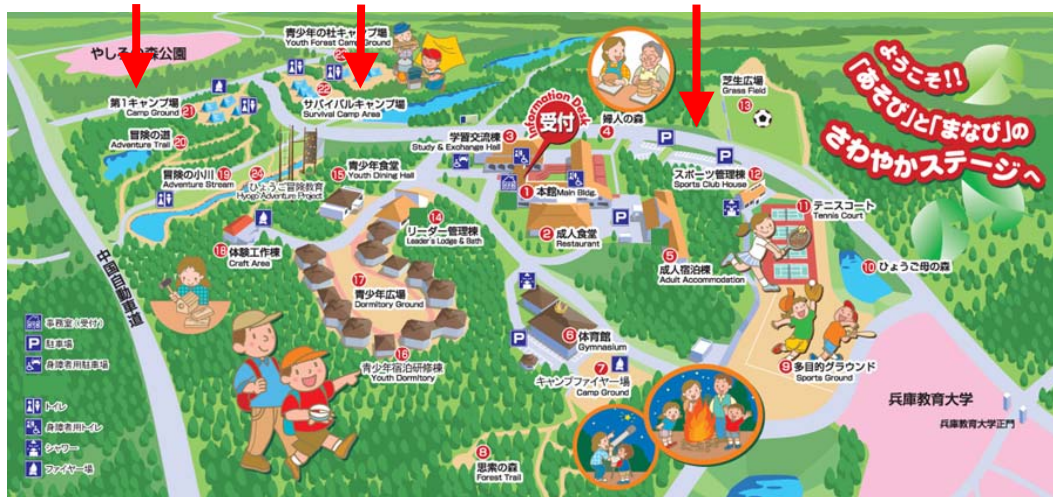 ようこそ!!
「あそび」と「まなび」の
さわやかステージへ
やしろの森公園
青少年の杜キャンプ場
Youth Forest Camp Ground
22
サバイバルキャンプ場
Survival Camp Area
第1キャンプ場
Camp Ground
21
冒険の道
Adventure Trail
20
冒険の小川
Adventure Stream
19
24
ひょうご冒険教育
Hyogo Adventure Project
18
体験工作棟
Craft Area
中国自動車道
Information Desk
受付
学習交流棟
Study & Exchange Hall
3
4
婦人の森
芝生広場
Grass Field
13
P
P
青少年食堂
Youth Dining Hall
15
1
本館 Main Bldg.
14
リーダー管理棟
Leader's Lodge & Bath
2
成人食堂
Restaurant
P
スポーツ管理棟
Sports Club House
12
11
テニスコート
Tennis Court
5
成人宿泊棟
Adult Accommodation
10
ひょうご母の森
17
青少年広場
Dormitory Ground
16
青少年宿泊研修棟
Youth Dormitory
P
6
体育館
Gymnasium
7
キャンプファイヤー場
Camp Ground
9
多目的グラウンド
Sports Ground
8
思索の森
Forest Trail
兵庫教育大学
兵庫教育大学正門
事務室(受付)
P
駐車場
身障者用駐車場
トイレ
身障者用トイレ
シャワー
ファイヤー場